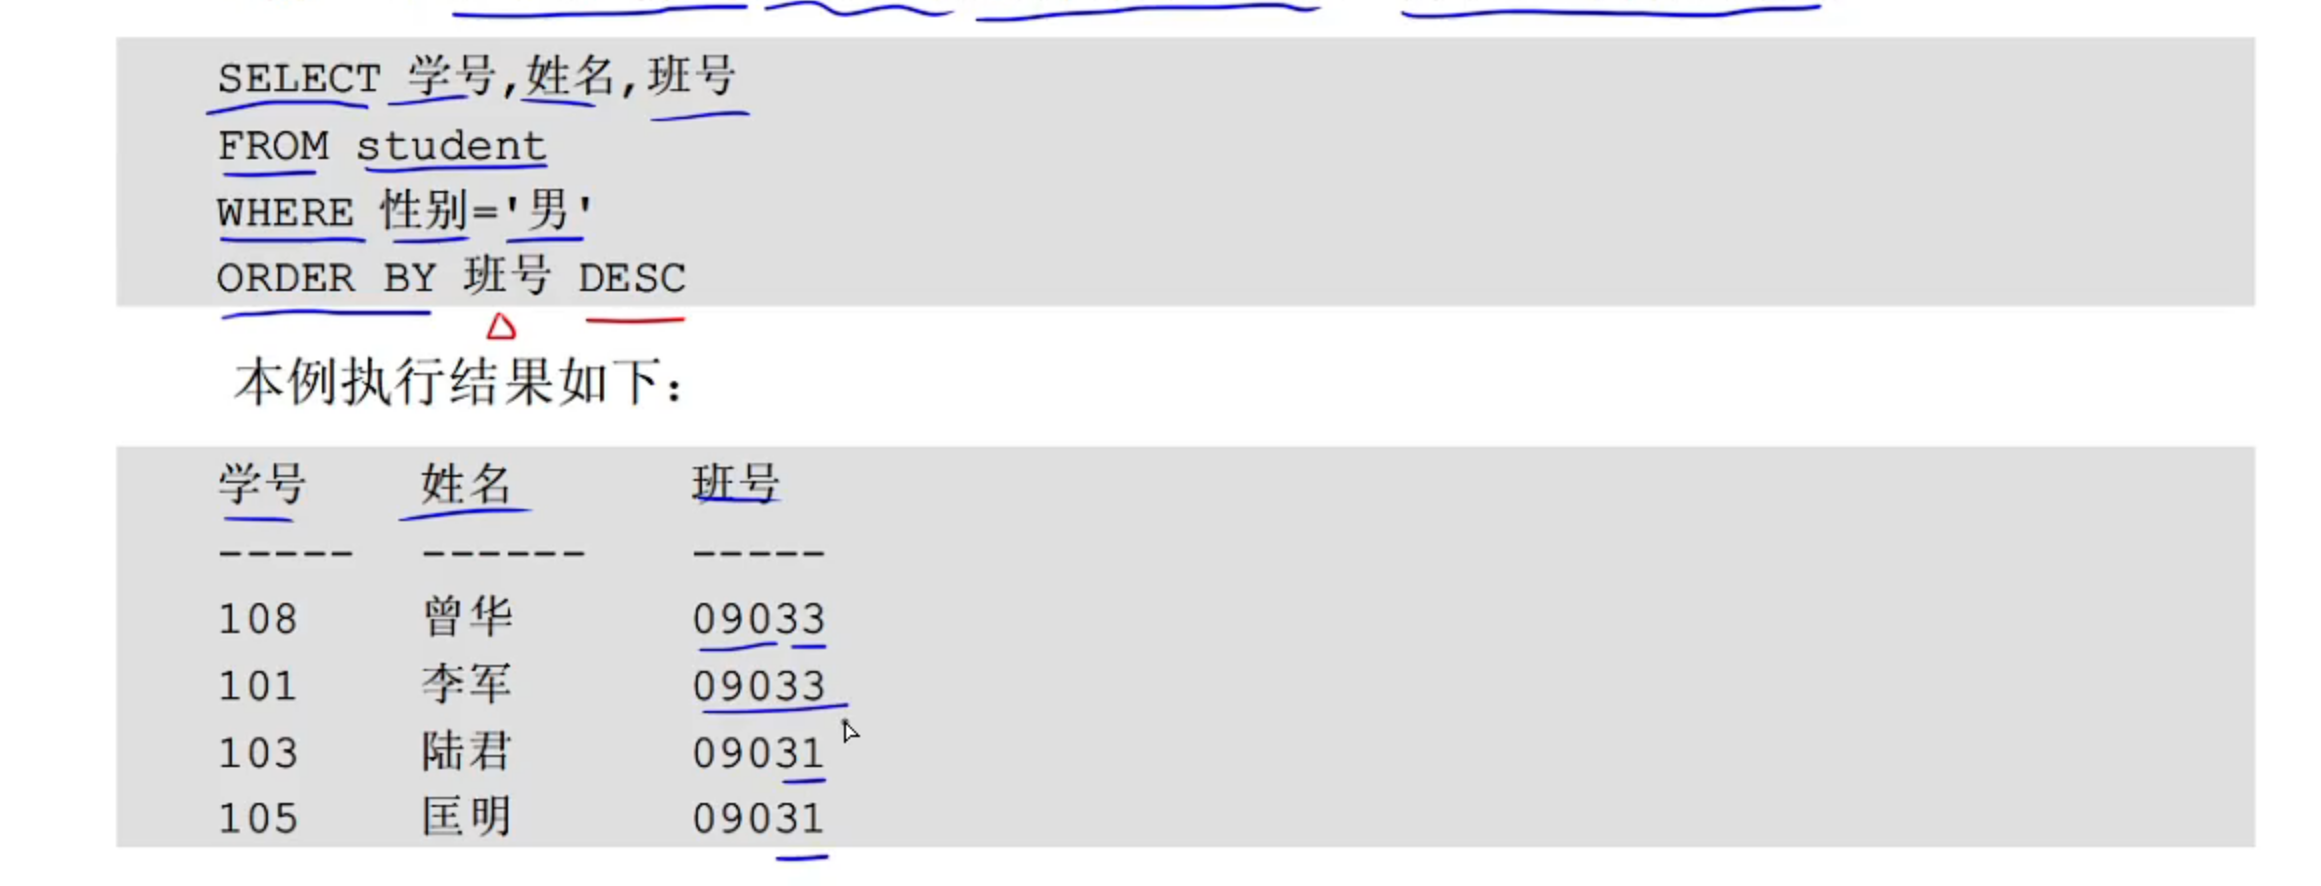 SELECT 学号,姓名,班号
FROM student
WHERE 性别='男'
ORDER BY 班号 DESC
本例执行结果如下：
学号 姓名 班号
----- ------ -----
108 曾华 09033
101 李军 09033
103 陆君 09031
105 匡明 09031